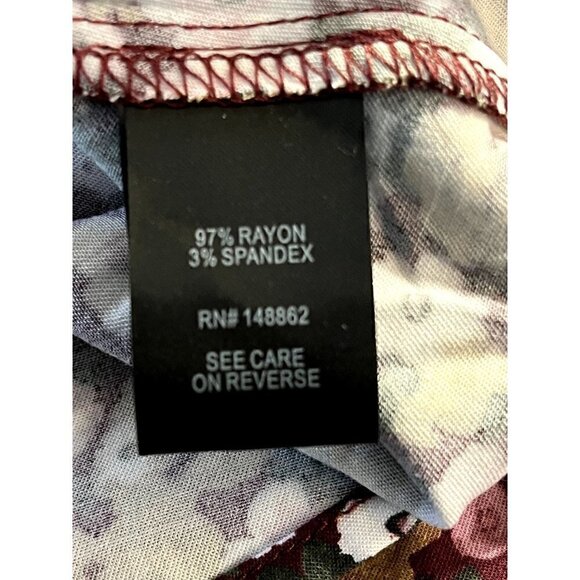 97% RAYON
3% SPANDEX
RN# 148862
SEE CARE
ON REVERSE